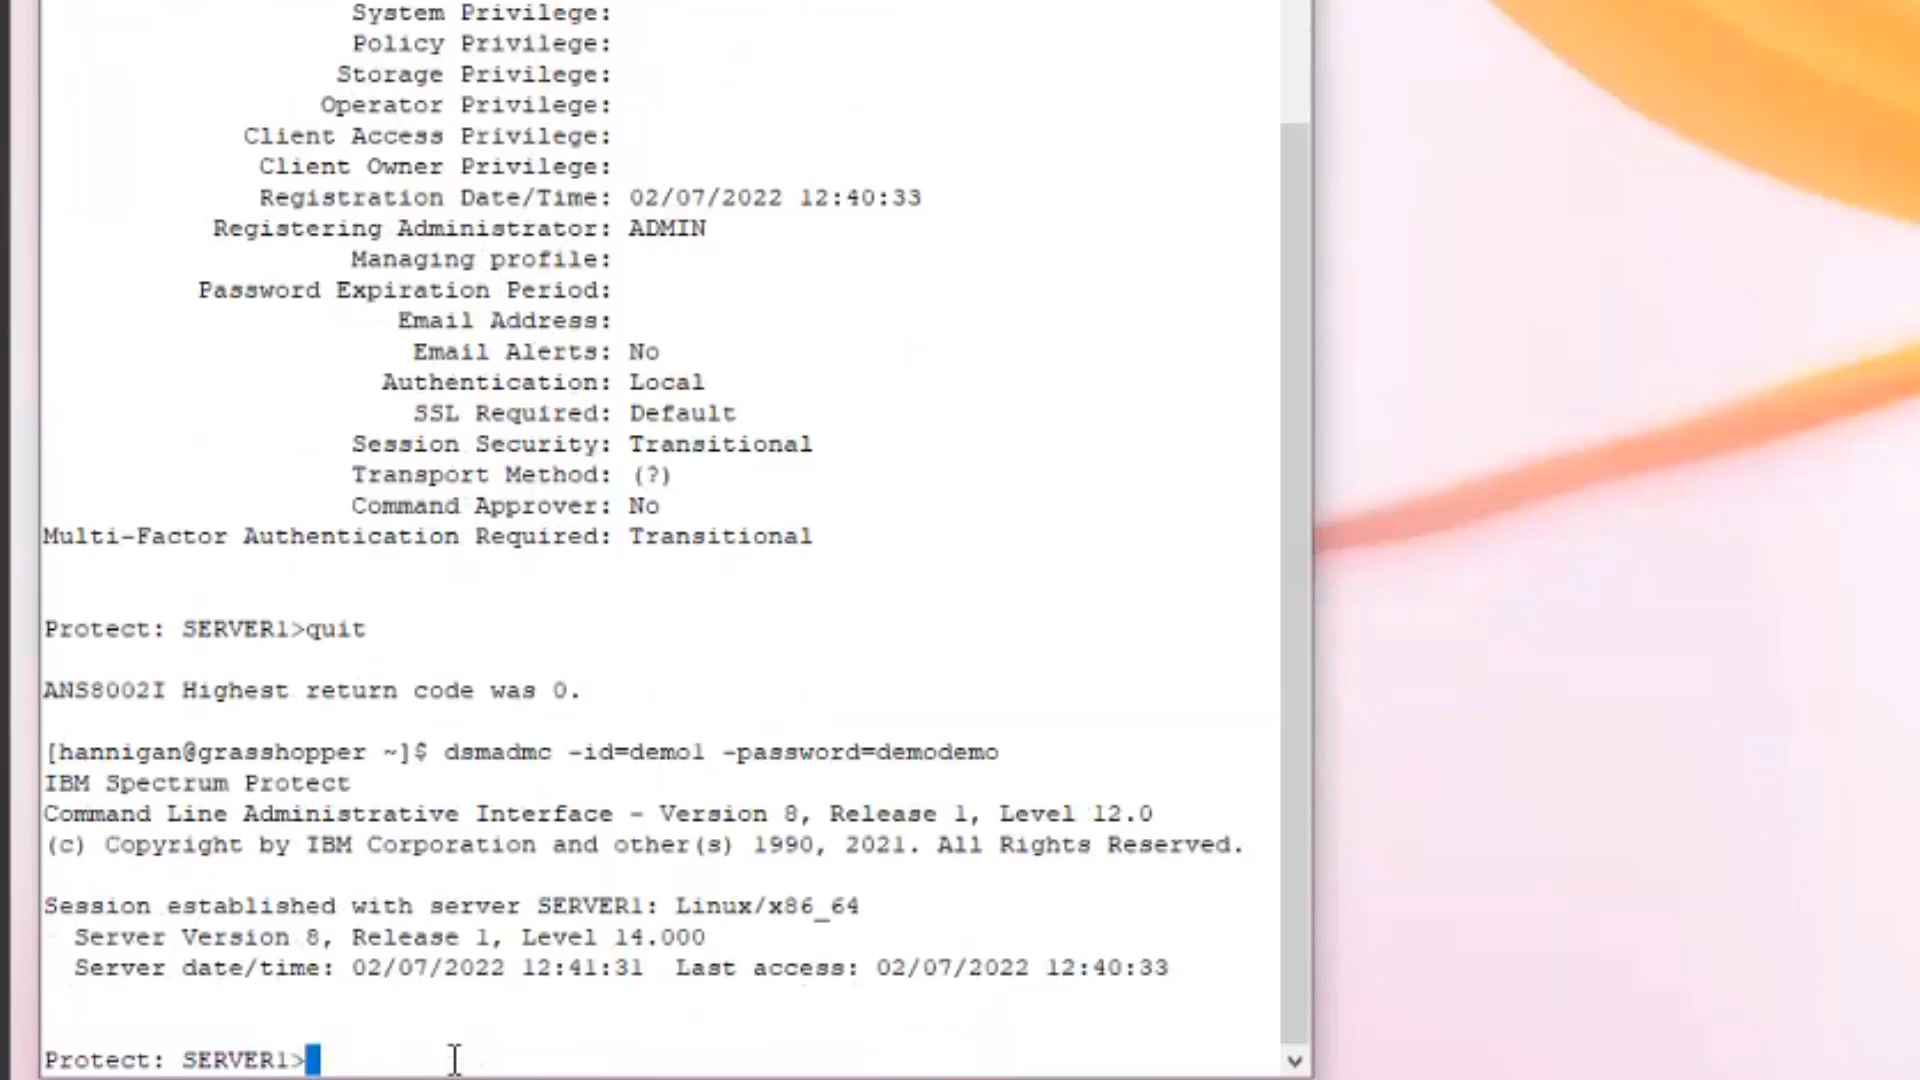 System Privilege:
Policy Privilege:
Storage Privilege:
Operator Privilege:
Client Access Privilege:
Client Owner Privilege:
Registration Date/Time: 02/07/2022 12:40:33
Registering Administrator: ADMIN
Managing profile:
Password Expiration Period:
Email Address:
Email Alerts: No
Authentication: Local
SSL Required: Default
Session Security: Transitional
Transport Method: (?)
Command Approver: No
Multi-Factor Authentication Required: Transitional
Protect: SERVER1>quit
ANS8002I Highest return code was 0.
[hannigan@grasshopper ~]$ dsmadmc -id=demo1 -password=demodemo
IBM Spectrum Protect
Command Line Administrative Interface - Version 8, Release 1, Level 12.0
(c) Copyright by IBM Corporation and other(s) 1990, 2021. All Rights Reserved.
Session established with server SERVER1: Linux/x86_64
Server Version 8, Release 1, Level 14.000
Server date/time: 02/07/2022 12:41:31 Last access: 02/07/2022 12:40:33
Protect: SERVER1>